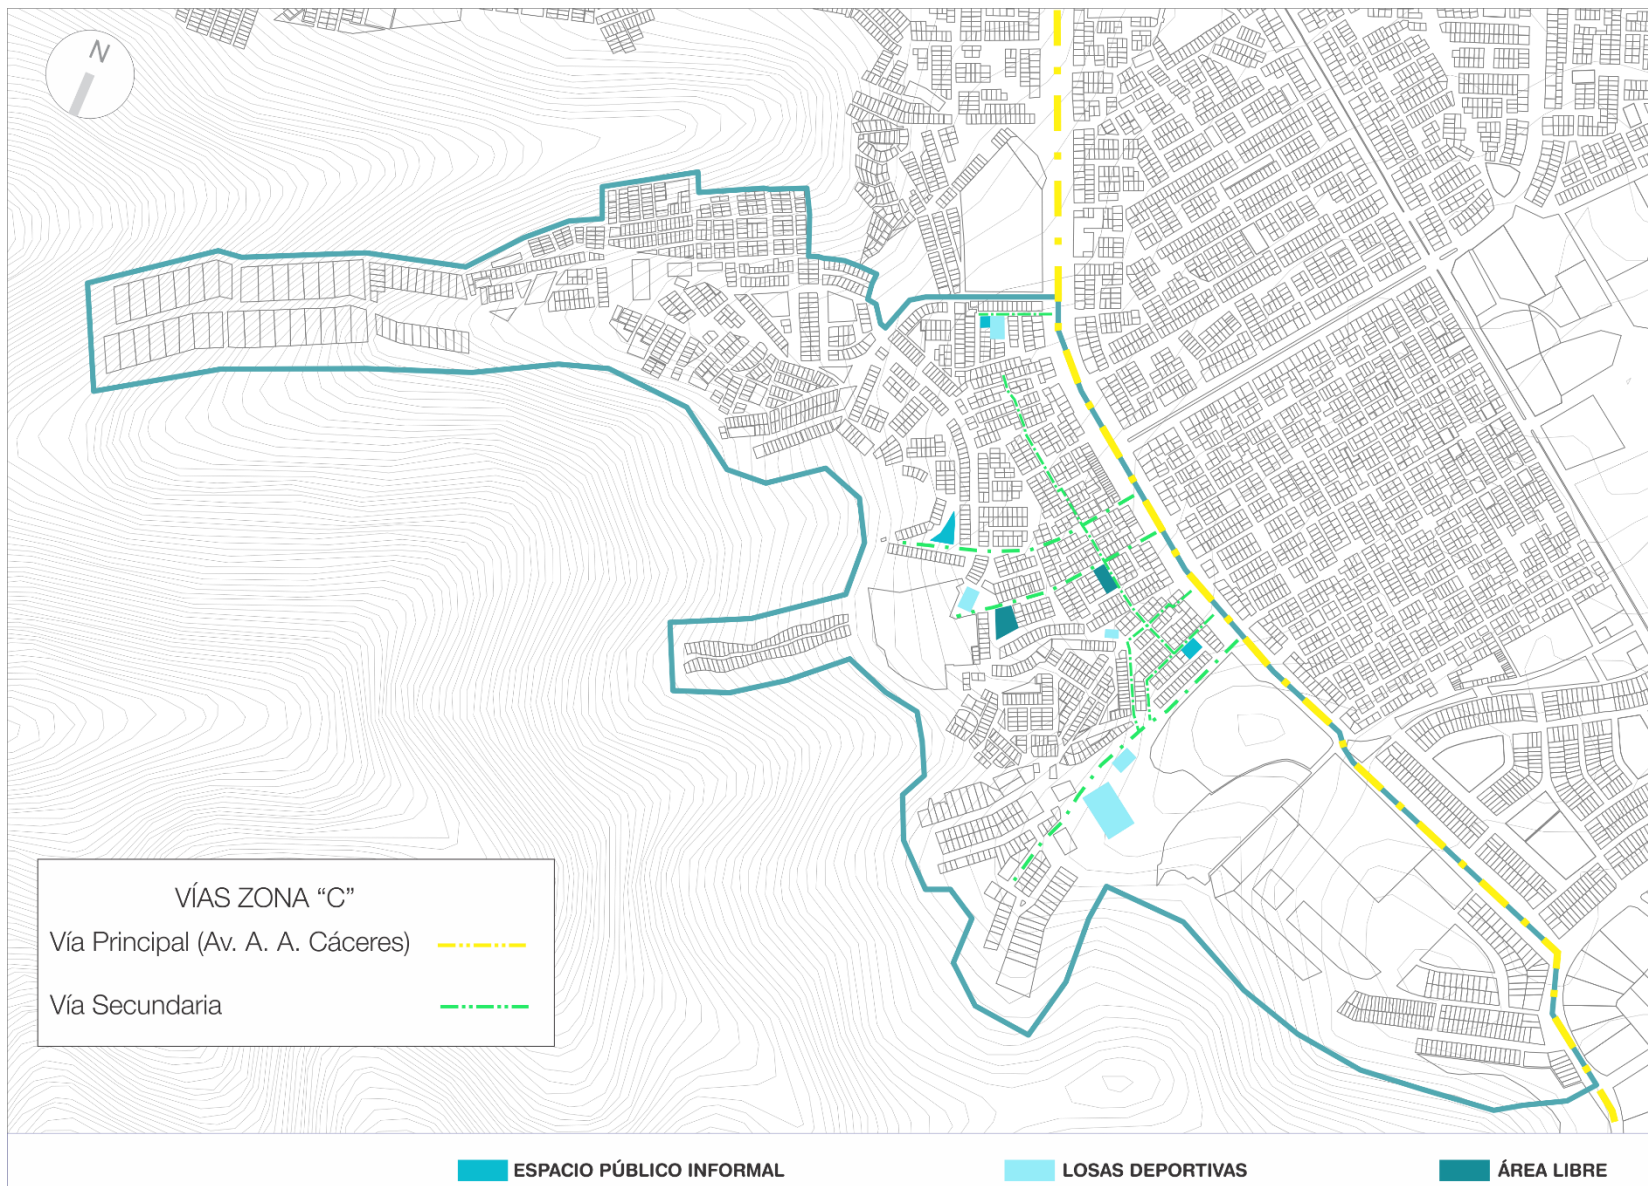 N
VÍAS ZONA “C”
Vía Principal (Av. A. A. Cáceres)
Vía Secundaria
ESPACIO PÚBLICO INFORMAL
LOSAS DEPORTIVAS
ÁREA LIBRE